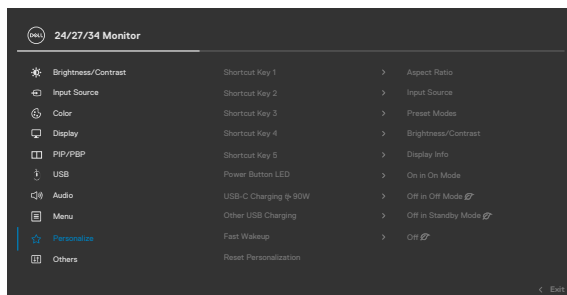 DELL 24/27/34 Monitor
Brightness/Contrast Shortcut Key 1 > Aspect Ratio
Input Source Shortcut Key 2 > Input Source
Color Shortcut Key 3 > Preset Modes
Display Shortcut Key 4 > Brightness/Contrast
PIP/PBP Shortcut Key 5 > Display Info
USB Power Button LED > On in On Mode
Audio USB-C Charging 90W > Off in Off Mode
Menu Other USB Charging > Off in Standby Mode
Personalize Fast Wakeup > Off
Others Reset Personalization
< Exit